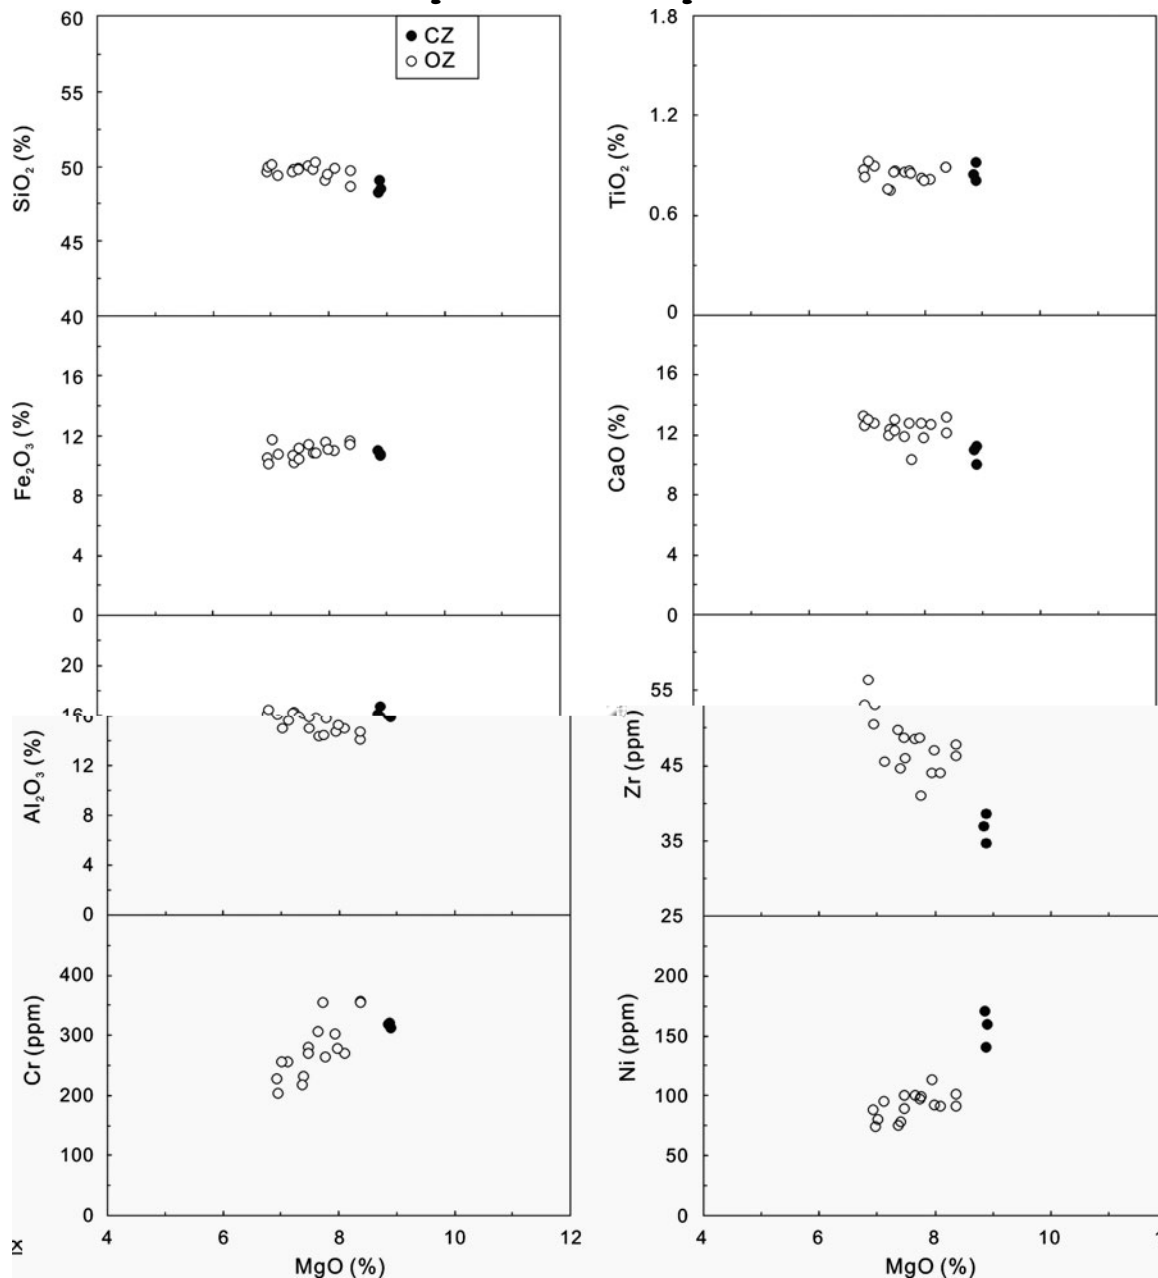 CZ
OZ
60
55
50
45
40
SiO₂ (%)
1.8
1.2
0.6
0
TiO₂ (%)
16
12
8
4
0
Fe₂O₃ (%)
16
12
8
4
0
CaO (%)
20
16
12
8
4
0
Al₂O₃ (%)
55
45
35
25
Zr (ppm)
400
300
200
100
0
Cr (ppm)
4 6 8 10 12
MgO (%)
200
150
100
50
0
Ni (ppm)
4 6 8 10
MgO (%)